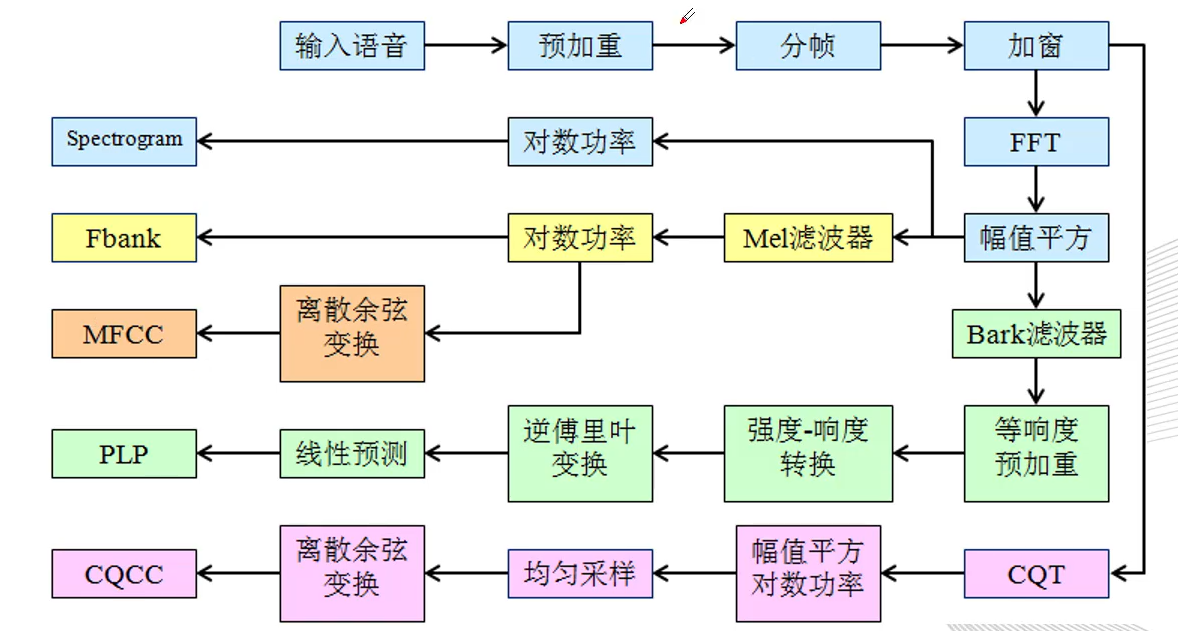 输入语音
预加重
分帧
加窗
Spectrogram
对数功率
FFT
Fbank
对数功率
Mel滤波器
幅值平方
MFCC
离散余弦
变换
Bark滤波器
PLP
线性预测
逆傅里叶
变换
强度-响度
转换
等响度
预加重
CQCC
离散余弦
变换
均匀采样
幅值平方
对数功率
CQT